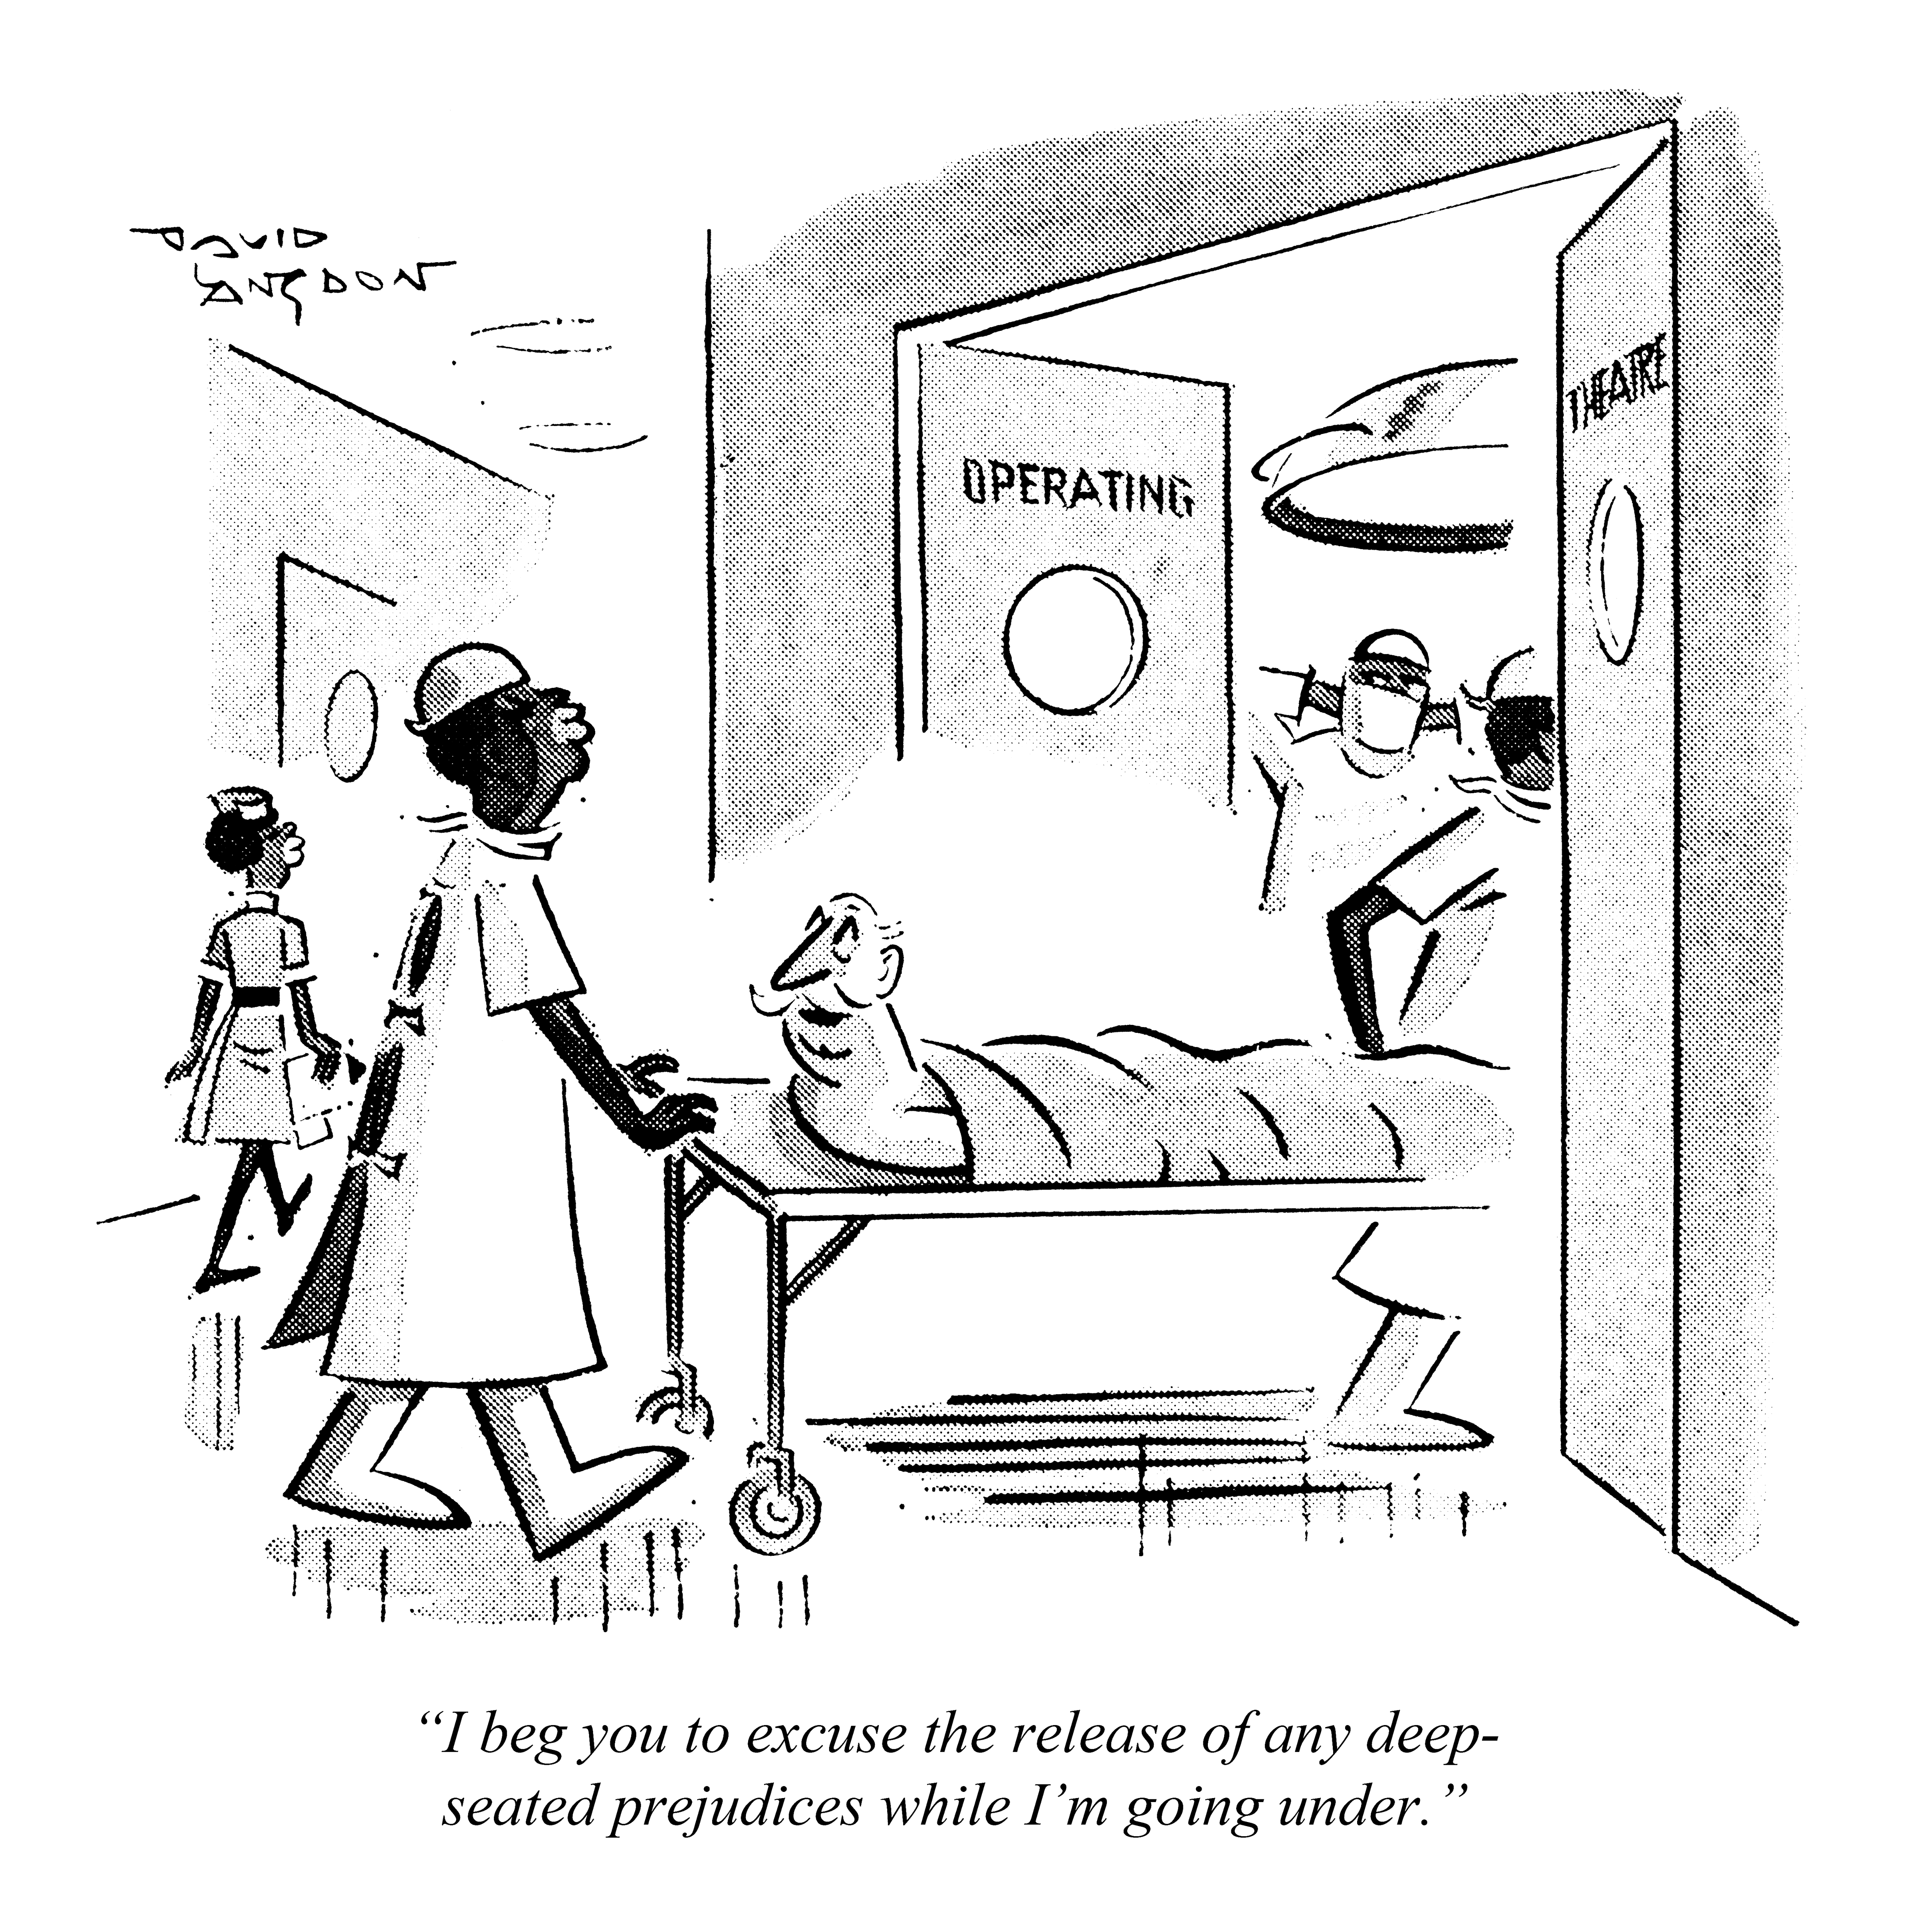 DAVID
LANGDON
OPERATING
THEATRE
“I beg you to excuse the release of any deep-
seated prejudices while I’m going under.”